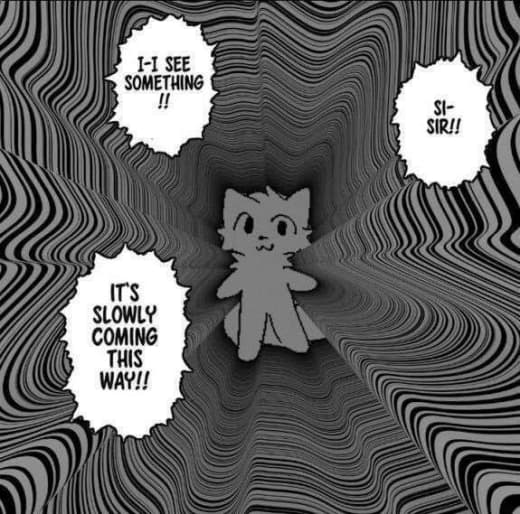 I-I SEE
SOMETHING
!!
SI-
SIR!!
IT'S
SLOWLY
COMING
THIS
WAY!!